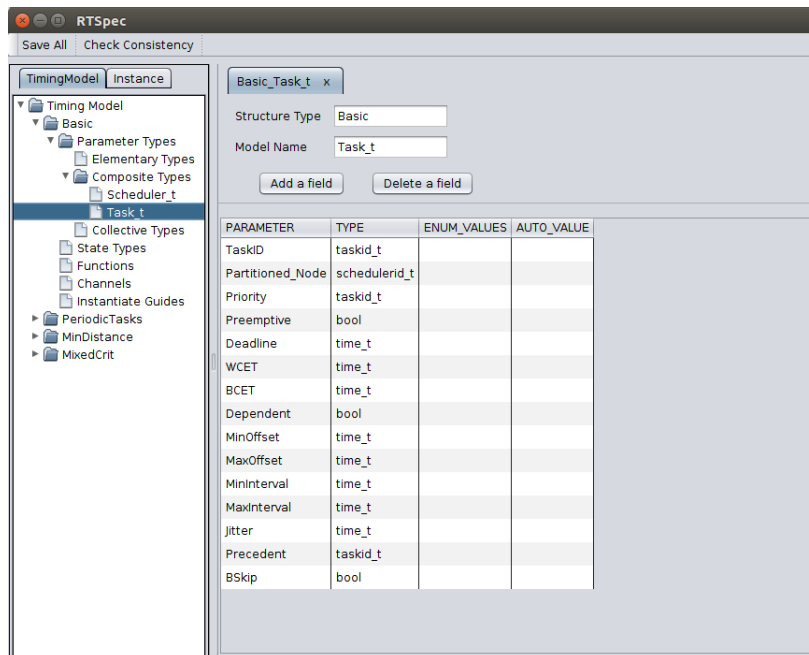 RTSpec
Save All Check Consistency
TimingModel Instance
Timing Model
Basic
Parameter Types
Elementary Types
Composite Types
Scheduler_t
Task_t
Collective Types
State Types
Functions
Channels
Instantiate Guides
PeriodicTasks
MinDistance
MixedCrit
Basic_Task_t x
Structure Type Basic
Model Name Task_t
Add a field Delete a field
PARAMETER TYPE ENUM_VALUES AUTO_VALUE
TaskID taskid_t
Partitioned_Node schedulerid_t
Priority taskid_t
Preemptive bool
Deadline time_t
WCET time_t
BCET time_t
Dependent bool
MinOffset time_t
MaxOffset time_t
MinInterval time_t
MaxInterval time_t
Jitter time_t
Precedent taskid_t
BSkip bool